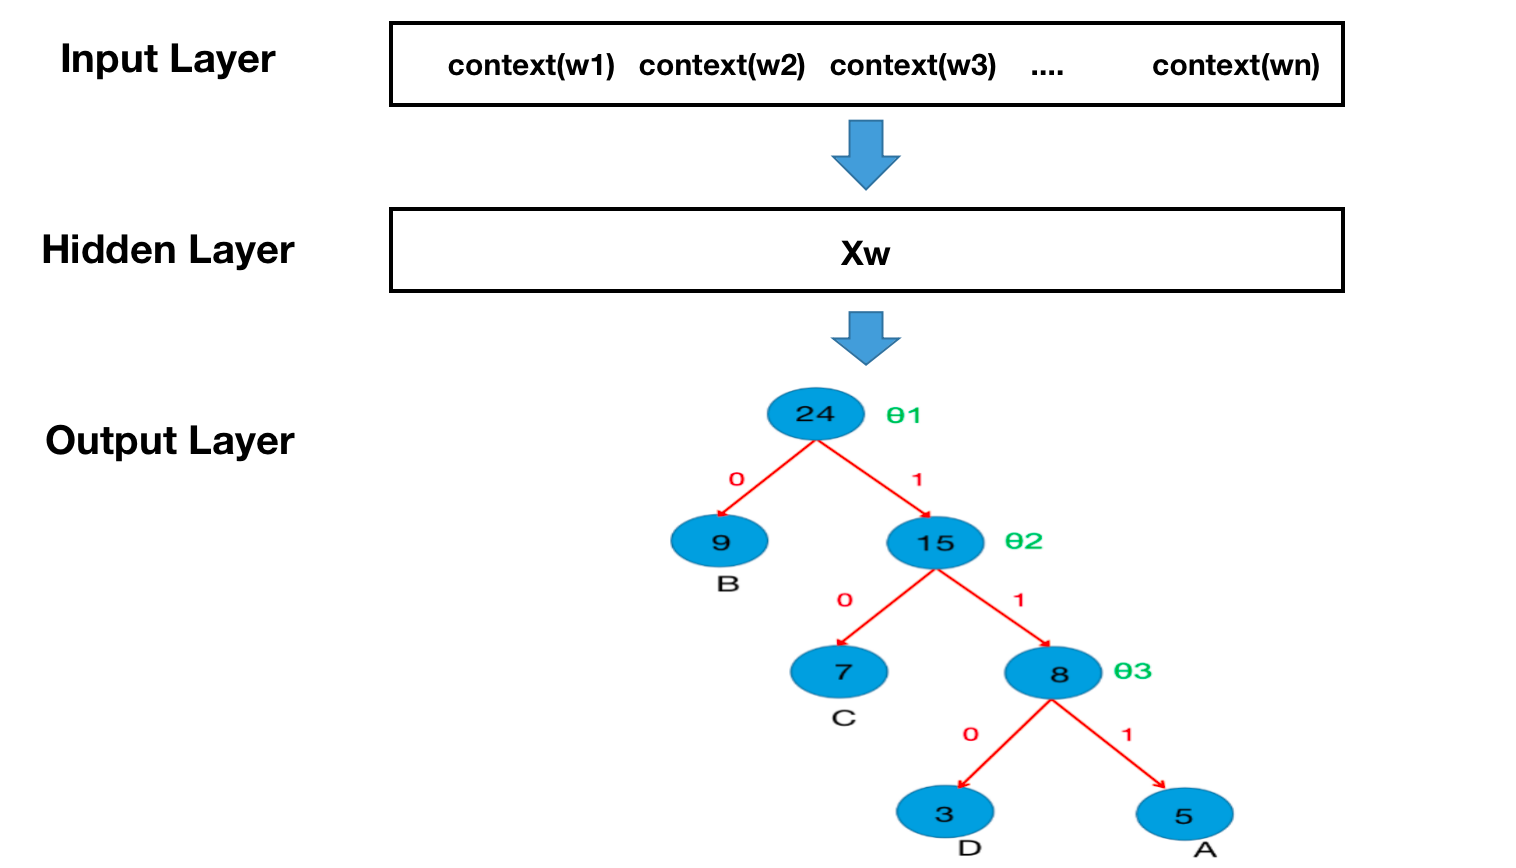 Input Layer
context(w1) context(w2) context(w3) .... context(wn)
Hidden Layer
Xw
Output Layer
24 θ1
0 1
9 15 θ2
B
0 1
7 8 θ3
C
0 1
3 5
D A